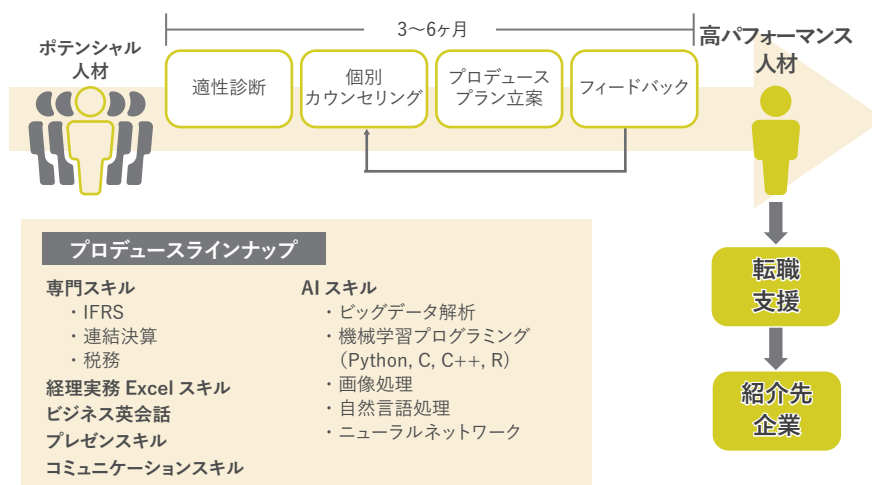 3〜6ヶ月
ポテンシャル
人材
適性診断
個別
カウンセリング
プロデュース
プラン立案
フィードバック
高パフォーマンス
人材
プロデュースラインナップ
専門スキル
・IFRS
・連結決算
・税務
経理実務 Excel スキル
ビジネス英会話
プレゼンスキル
コミュニケーションスキル
AI スキル
・ビッグデータ解析
・機械学習プログラミング
（Python, C, C++, R）
・画像処理
・自然言語処理
・ニューラルネットワーク
転職
支援
紹介先
企業